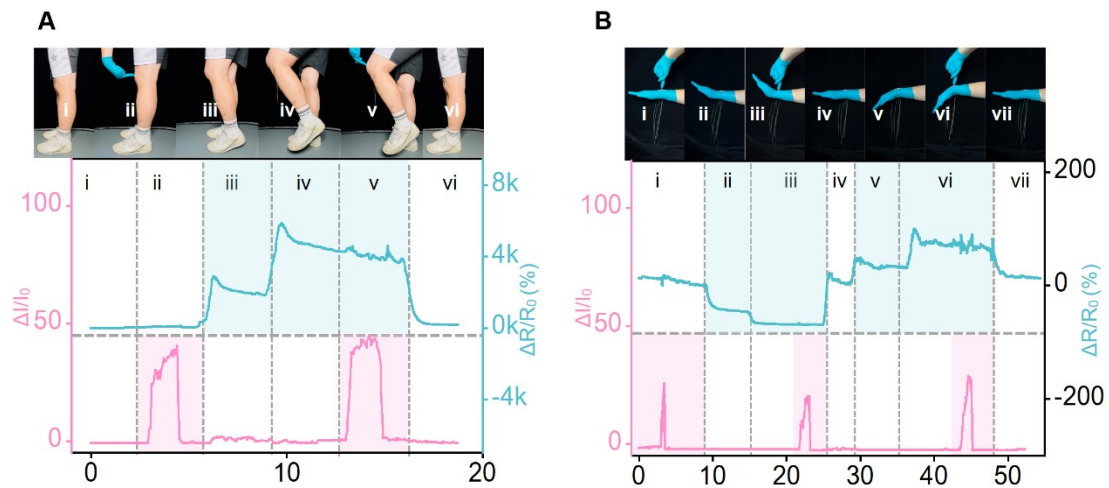 A
i ii iii iv v vi
i ii iii iv v vi
100
50
0
ΔI/I₀
8k
4k
0k
-4k
ΔR/R₀ (%)
0 10 20
B
i ii iii iv v vi vii
i ii iii iv v vi vii
100
50
0
ΔI/I₀
200
0
-200
ΔR/R₀ (%)
0 10 20 30 40 50